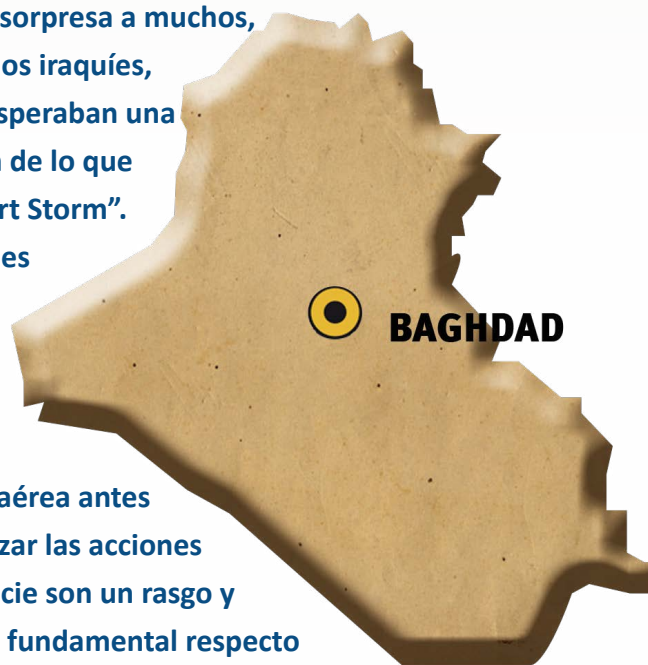 sorpresa a muchos,
os iraquíes,
speraban una
de lo que
rt Storm”.
es
BAGHDAD
aérea antes
zar las acciones
cie son un rasgo y
fundamental respecto